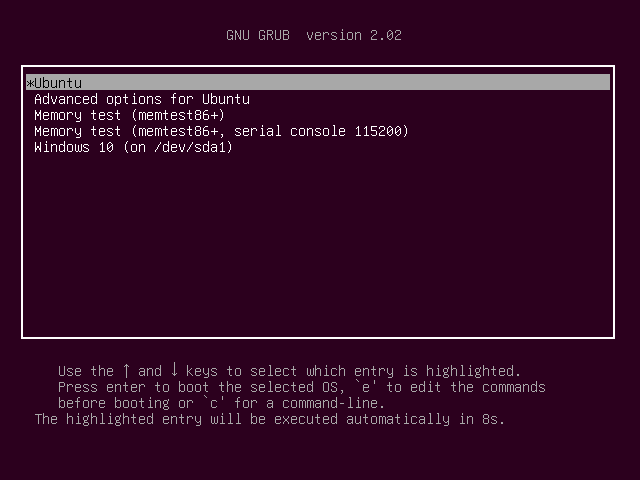 GNU GRUB  version 2.02
*Ubuntu
Advanced options for Ubuntu
Memory test (memtest86+)
Memory test (memtest86+, serial console 115200)
Windows 10 (on /dev/sda1)
Use the ↑ and ↓ keys to select which entry is highlighted.
Press enter to boot the selected OS, `e' to edit the commands
before booting or `c' for a command-line.
The highlighted entry will be executed automatically in 8s.